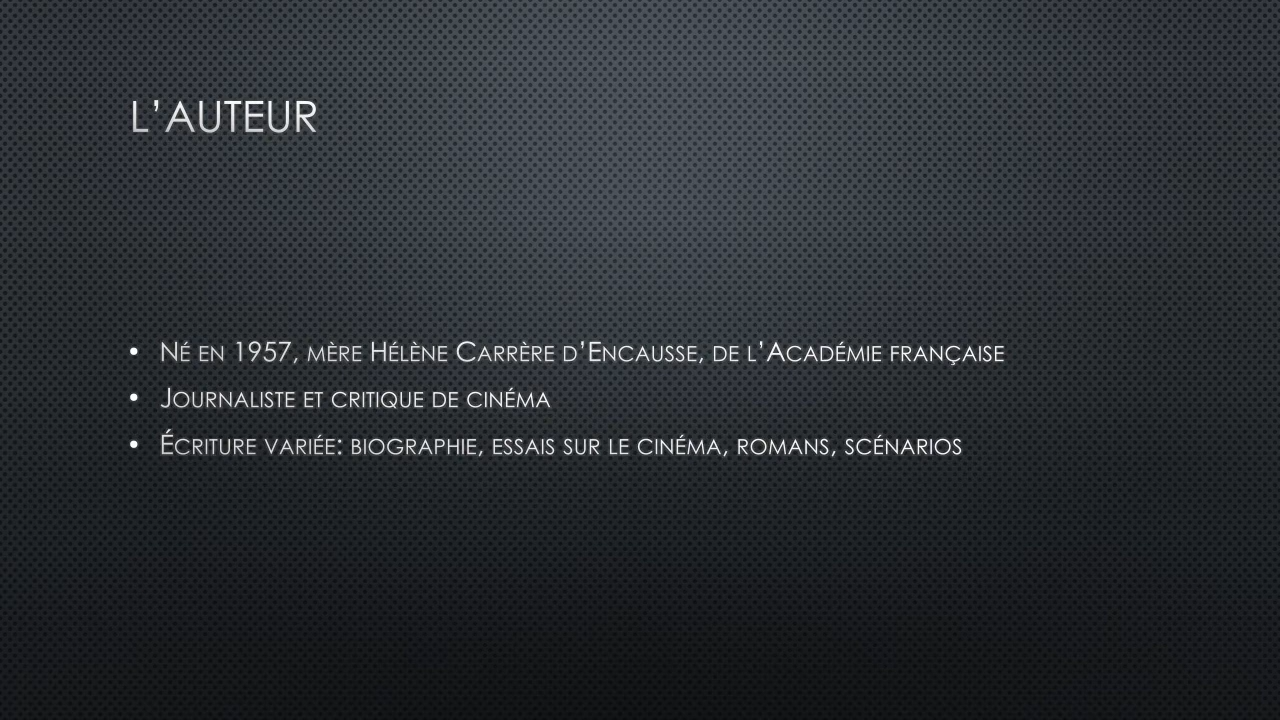 L’AUTEUR
• Né en 1957, mère Hélène Carrère d’Encausse, de l’Académie française
• Journaliste et critique de cinéma
• Écriture variée: biographie, essais sur le cinéma, romans, scénarios